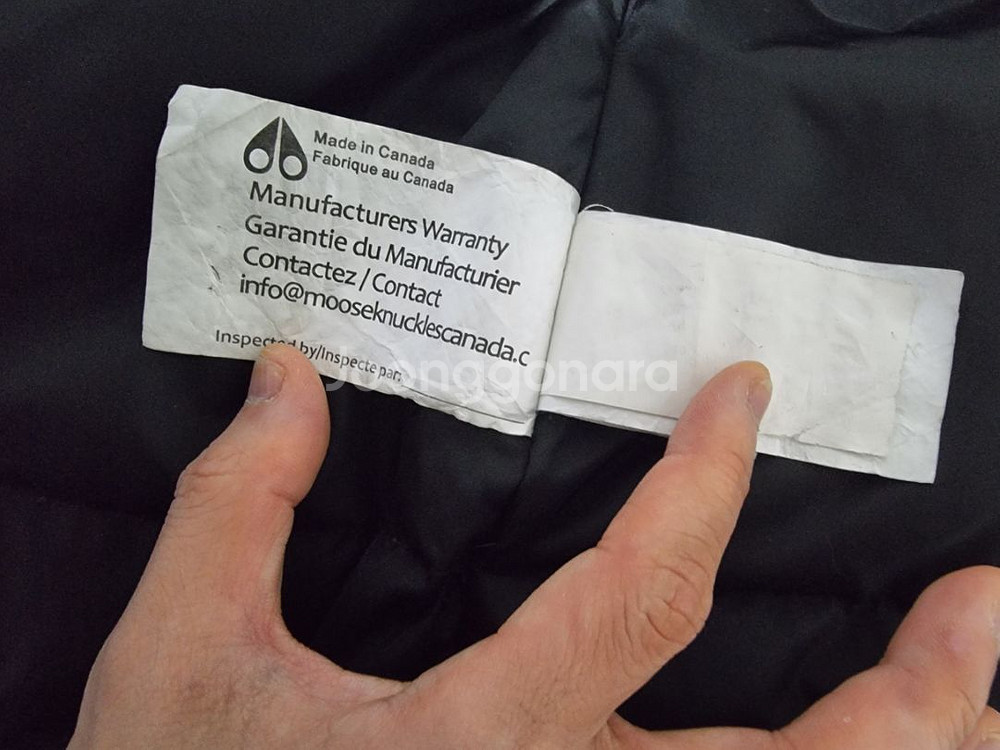 Made in Canada
Fabrique au Canada
Manufacturers Warranty
Garantie du Manufacturier
Contactez / Contact
info@mooseknucklescanada.c
Inspected by/Inspecte par:
Joonggonara